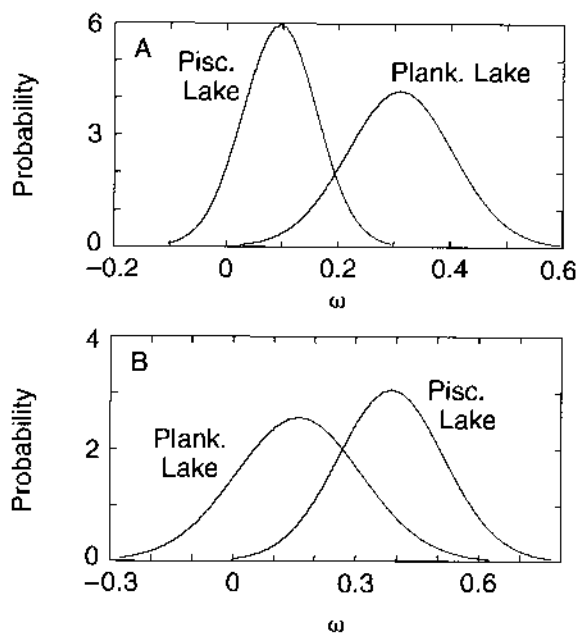 A
6
3
0
Probability
Pisc.
Lake
Plank. Lake
−0.2
0
0.2
0.4
0.6
ω
B
4
2
0
Probability
Plank.
Lake
Pisc.
Lake
−0.3
0
0.3
0.6
ω